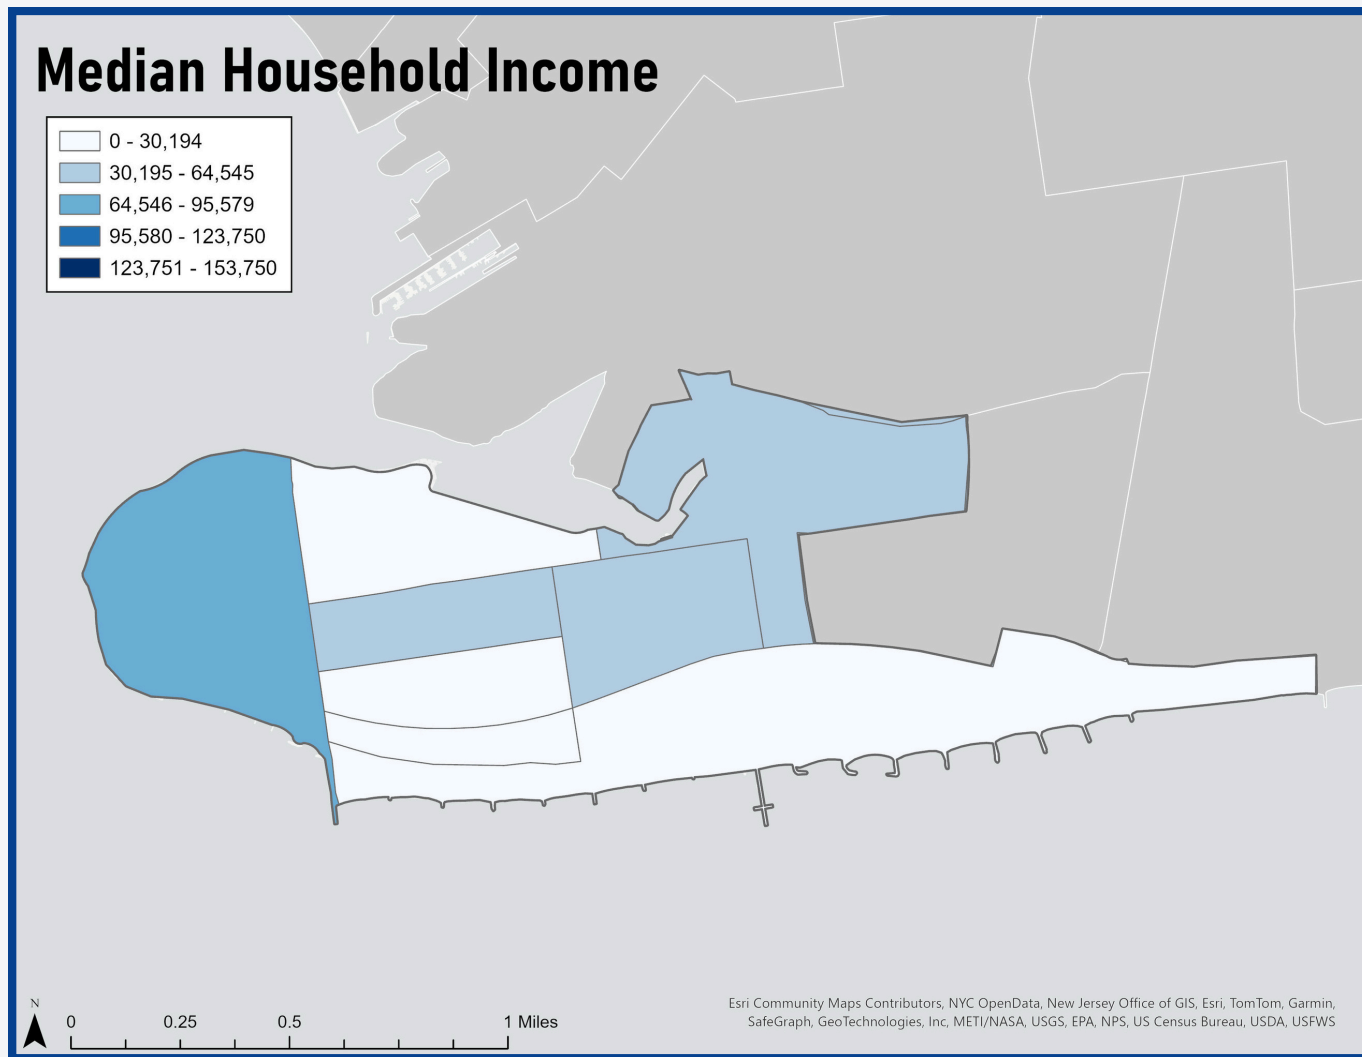 Median Household Income
0 - 30,194
30,195 - 64,545
64,546 - 95,579
95,580 - 123,750
123,751 - 153,750
N
0 0.25 0.5 1 Miles
Esri Community Maps Contributors, NYC OpenData, New Jersey Office of GIS, Esri, TomTom, Garmin,
SafeGraph, GeoTechnologies, Inc, METI/NASA, USGS, EPA, NPS, US Census Bureau, USDA, USFWS